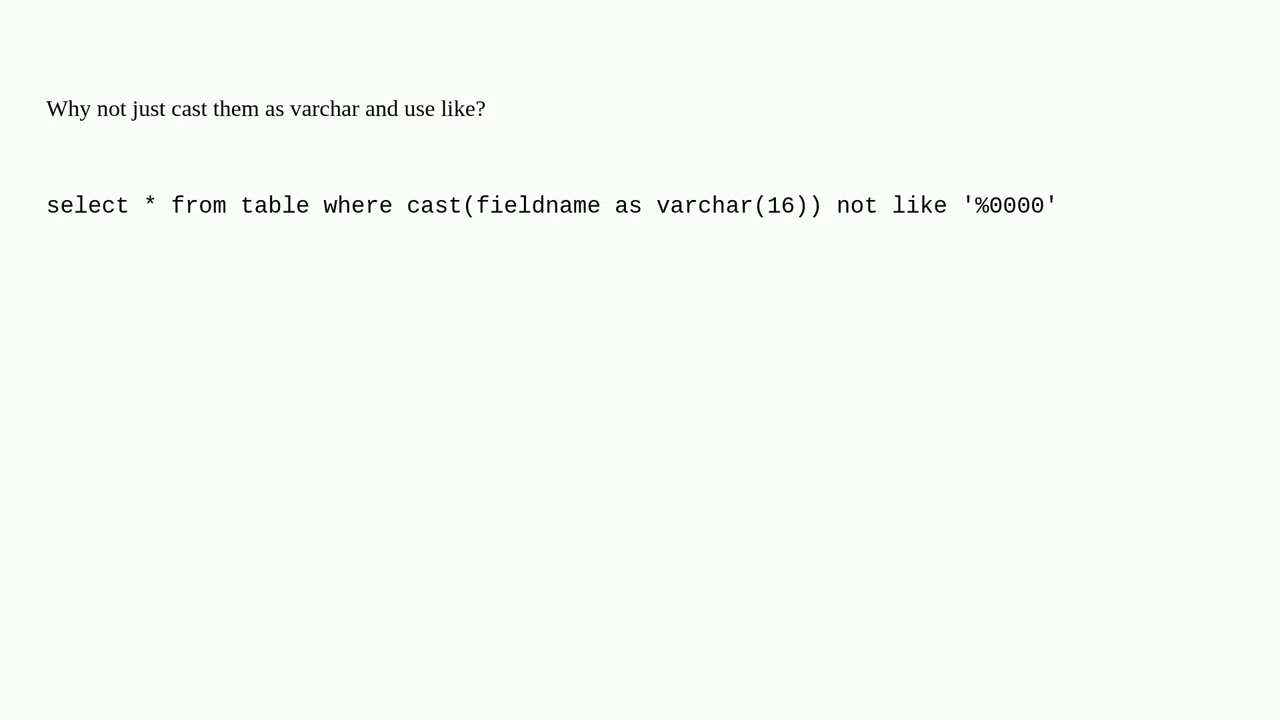 Why not just cast them as varchar and use like?
select * from table where cast(fieldname as varchar(16)) not like '%0000'